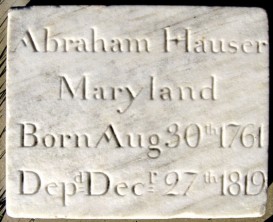 Abraham Hauser
Maryland
Born Aug 30th 1761
Depd Decr 27th 1819